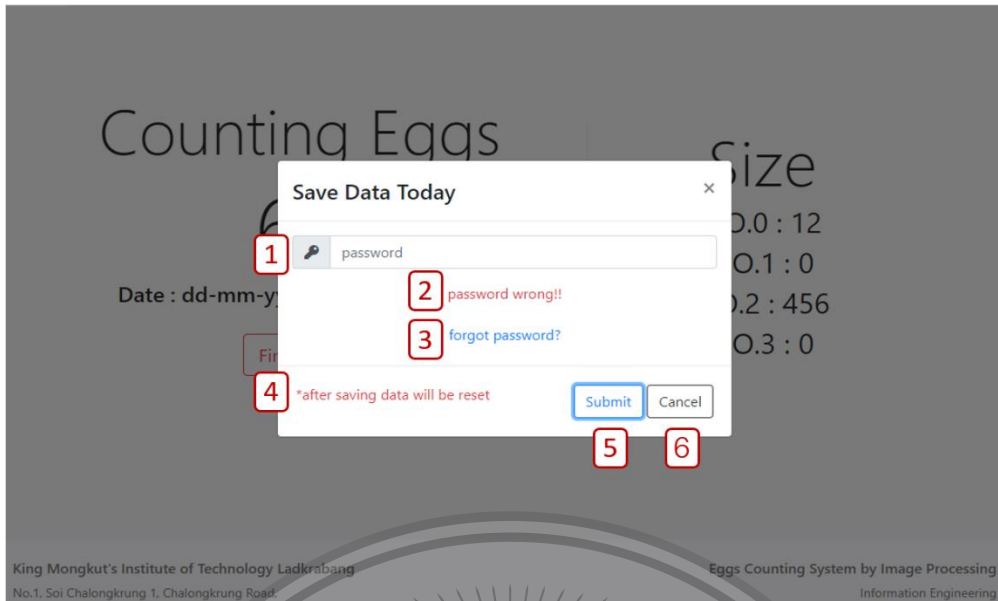 Counting Eggs
Size
Save Data Today
×
O.0 : 12
1
password
O.1 : 0
Date : dd-mm-y
2
password wrong!!
.2 : 456
3
forgot password?
O.3 : 0
Fin
4
*after saving data will be reset
Submit
Cancel
5
6
King Mongkut's Institute of Technology Ladkrabang
Eggs Counting System by Image Processing
No.1, Soi Chalongkrung 1, Chalongkrung Road,
Information Engineering